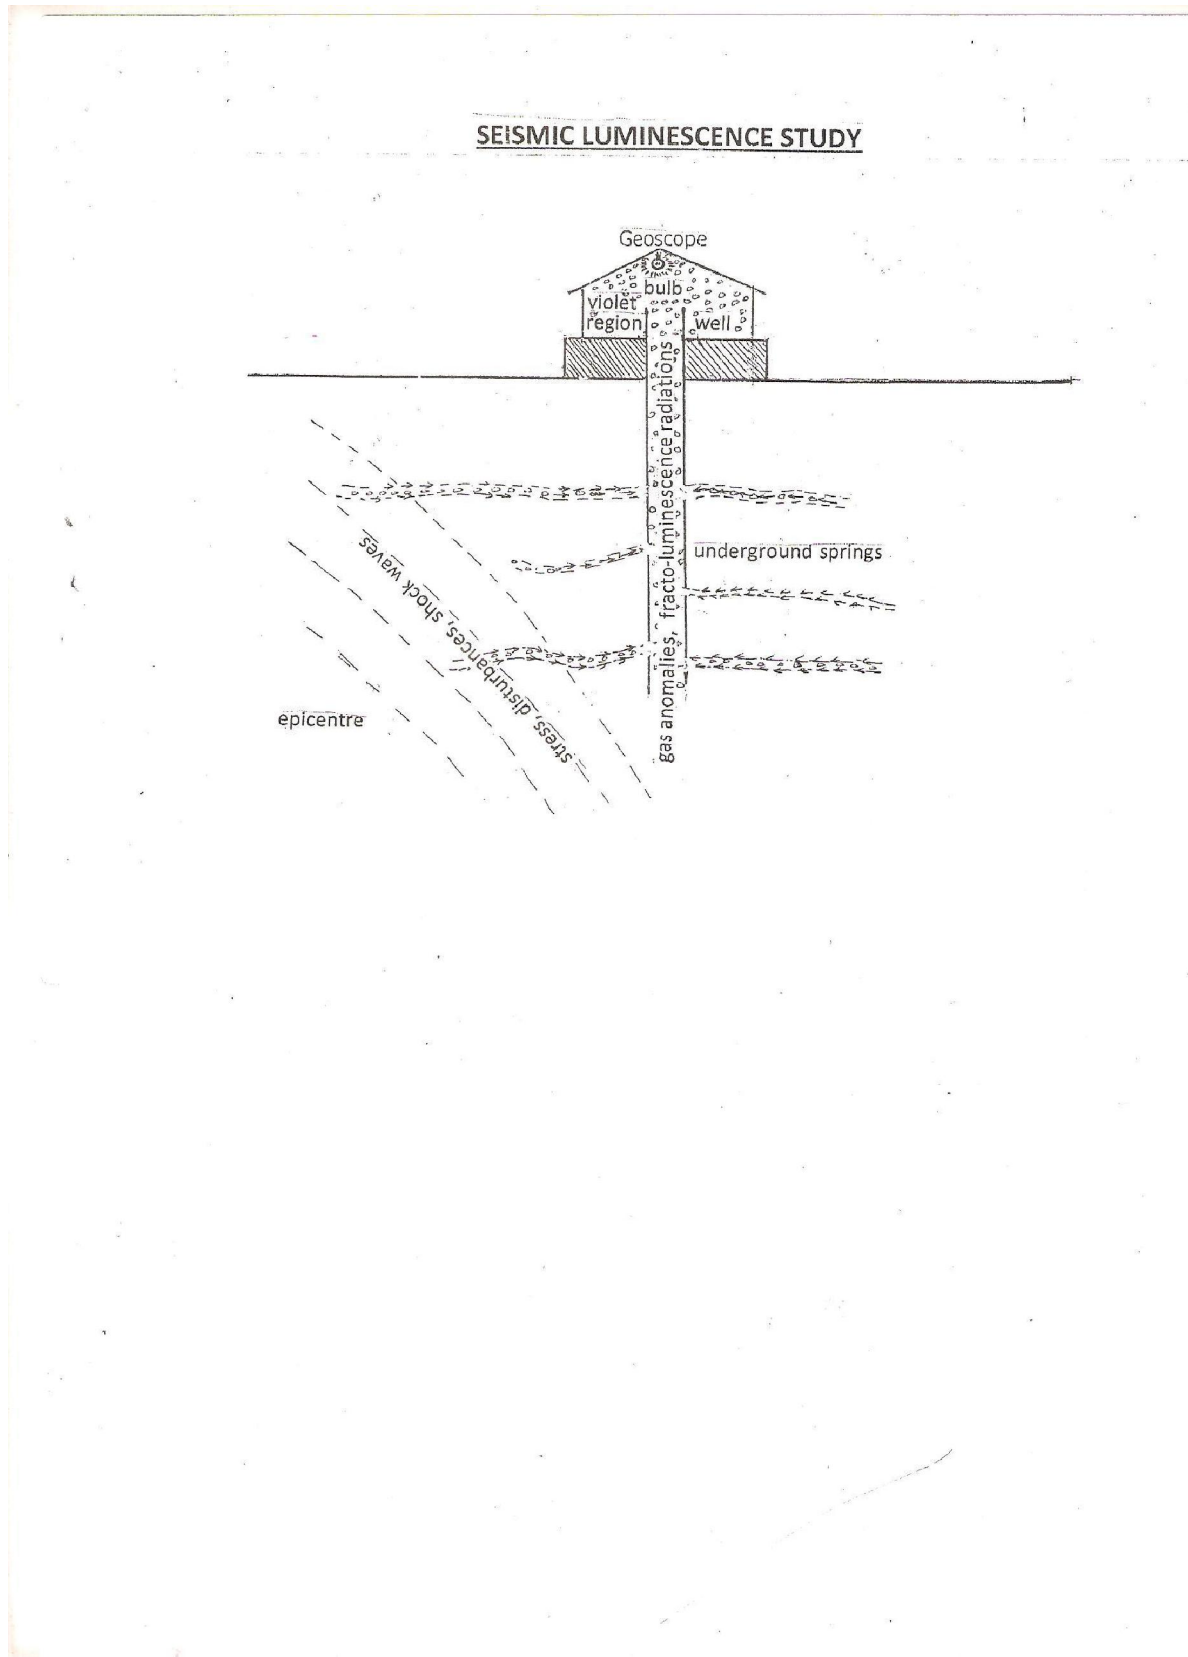 SEISMIC LUMINESCENCE STUDY
Geoscope
bulb
violet
region
well
gas anomalies, fracto-luminescence radiations
underground springs
stress, disturbances, shock waves
epicentre